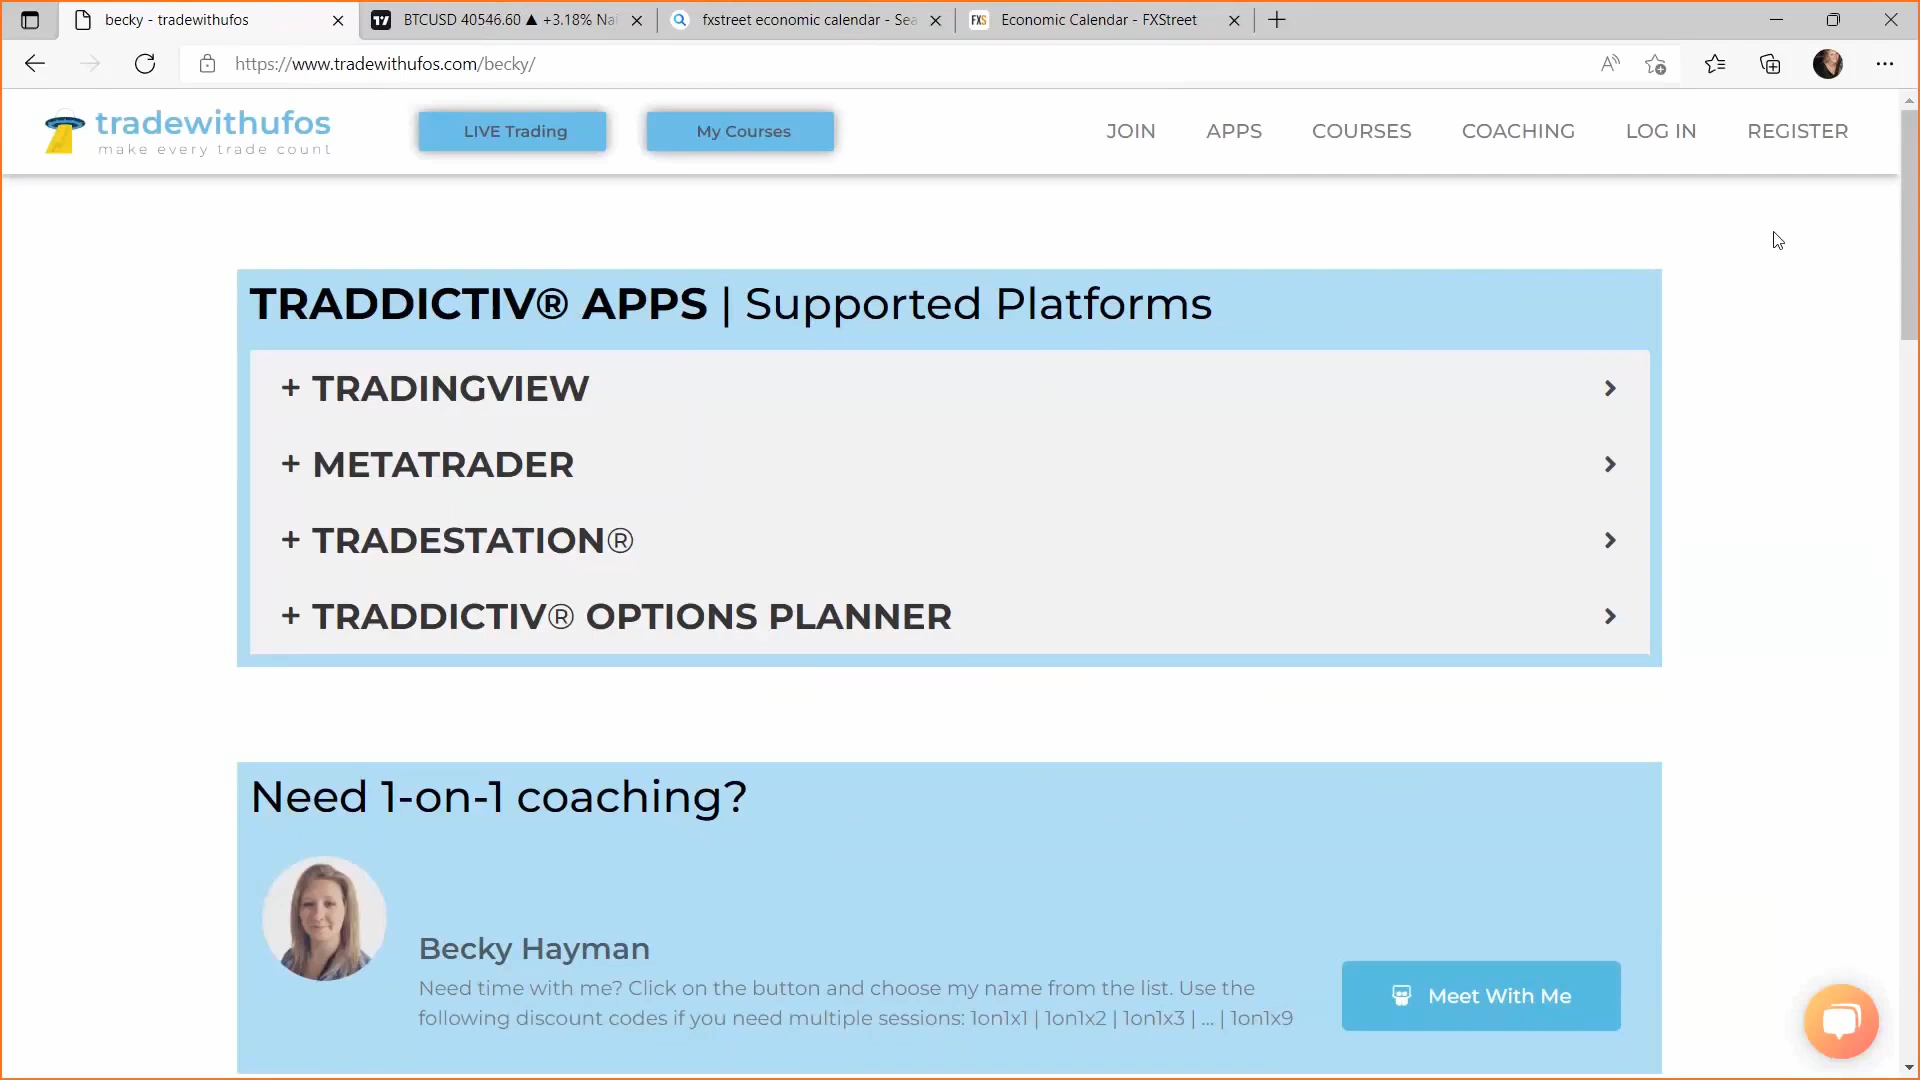 becky - tradewithufos
BTCUSD 40546.60 ▲ +3.18% Na
fxstreet economic calendar - Sea
FXS Economic Calendar - FXStreet
https://www.tradewithufos.com/becky/
tradewithufos
make every trade count
LIVE Trading
My Courses
JOIN
APPS
COURSES
COACHING
LOG IN
REGISTER
TRADDICTIV® APPS | Supported Platforms
+ TRADINGVIEW
+ METATRADER
+ TRADESTATION®
+ TRADDICTIV® OPTIONS PLANNER
Need 1-on-1 coaching?
Becky Hayman
Need time with me? Click on the button and choose my name from the list. Use the
following discount codes if you need multiple sessions: 1on1x1 | 1on1x2 | 1on1x3 | ... | 1on1x9
Meet With Me